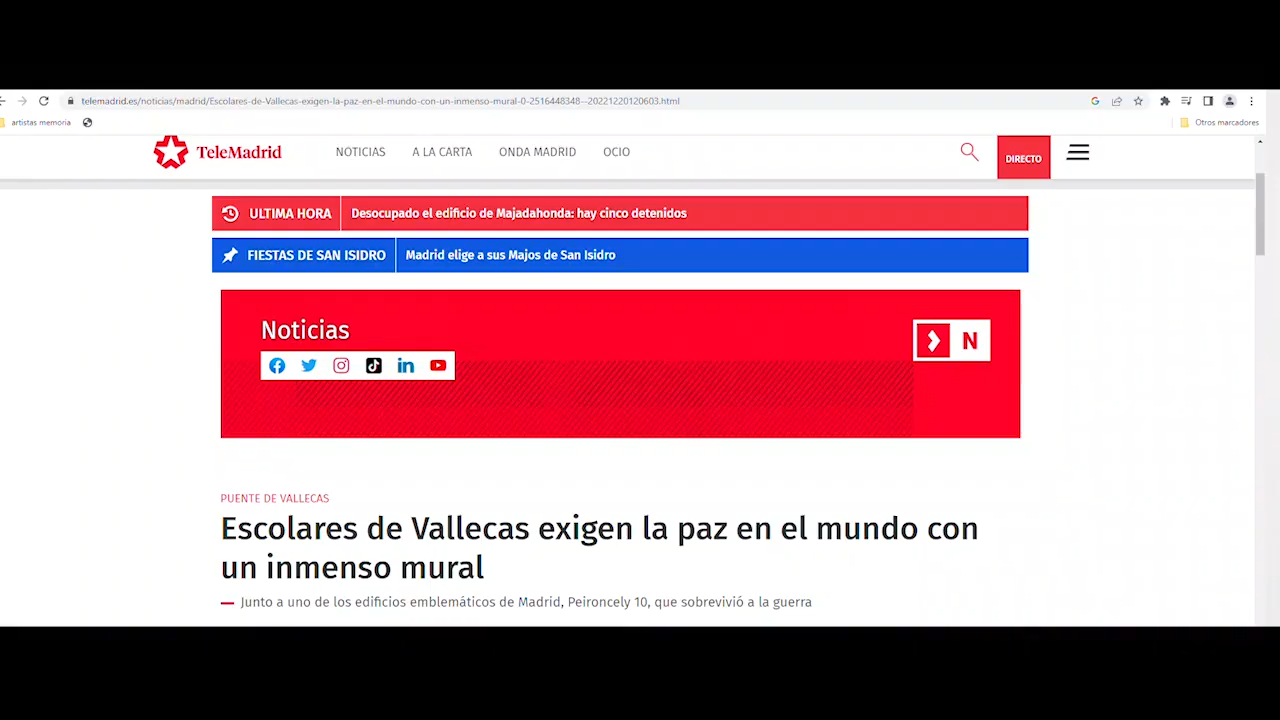 telemadrid.es/noticias/madrid/Escolares-de-Vallecas-exigen-la-paz-en-el-mundo-con-un-inmenso-mural-0-2516448348--20221220120603.html
artistas memoria
Otros marcadores
TeleMadrid NOTICIAS A LA CARTA ONDA MADRID OCIO DIRECTO
ULTIMA HORA Desocupado el edificio de Majadahonda: hay cinco detenidos
FIESTAS DE SAN ISIDRO Madrid elige a sus Majos de San Isidro
Noticias
N
PUENTE DE VALLECAS
Escolares de Vallecas exigen la paz en el mundo con
un inmenso mural
Junto a uno de los edificios emblemáticos de Madrid, Peironcely 10, que sobrevivió a la guerra